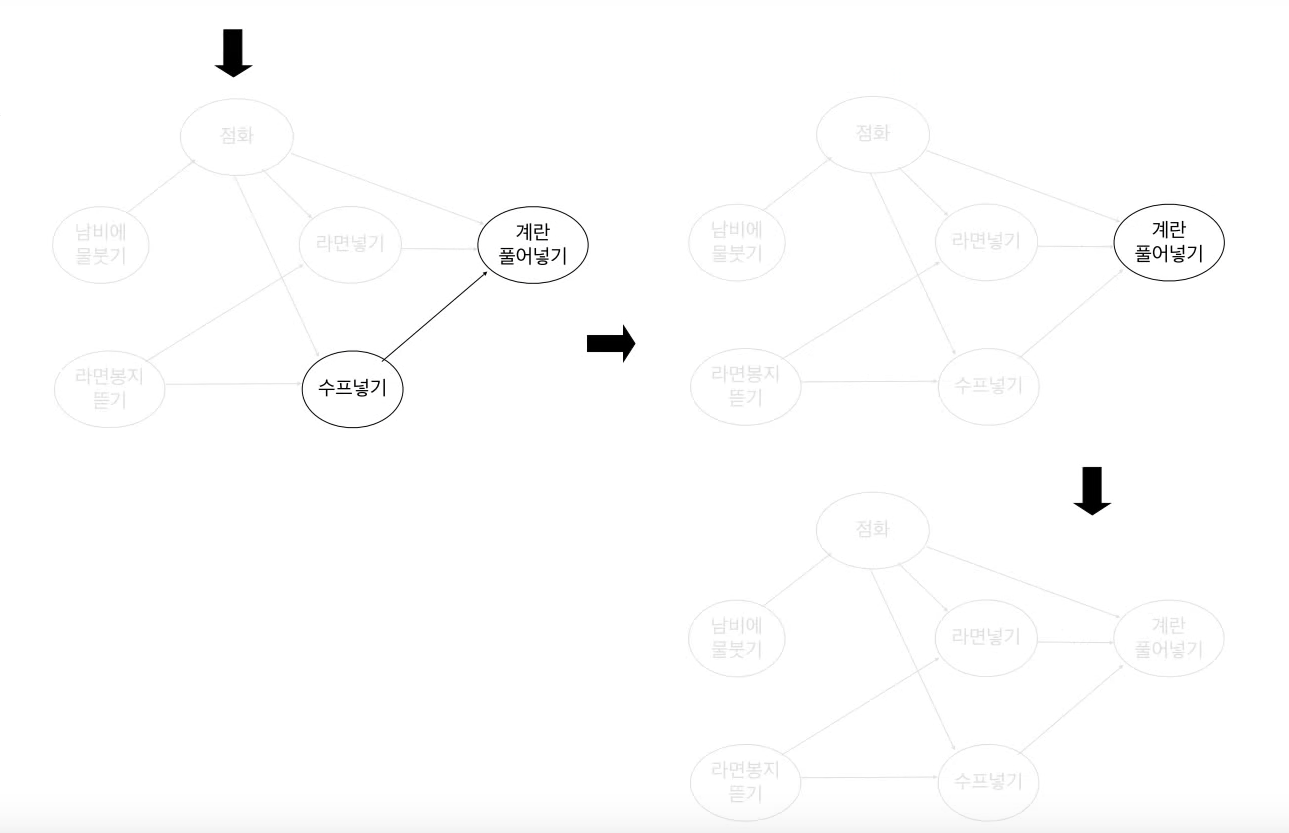 점화
남비에
물붓기
라면넣기
계란
풀어넣기
라면봉지
뜯기
수프넣기
점화
남비에
물붓기
라면넣기
계란
풀어넣기
라면봉지
뜯기
수프넣기
점화
남비에
물붓기
라면넣기
계란
풀어넣기
라면봉지
뜯기
수프넣기